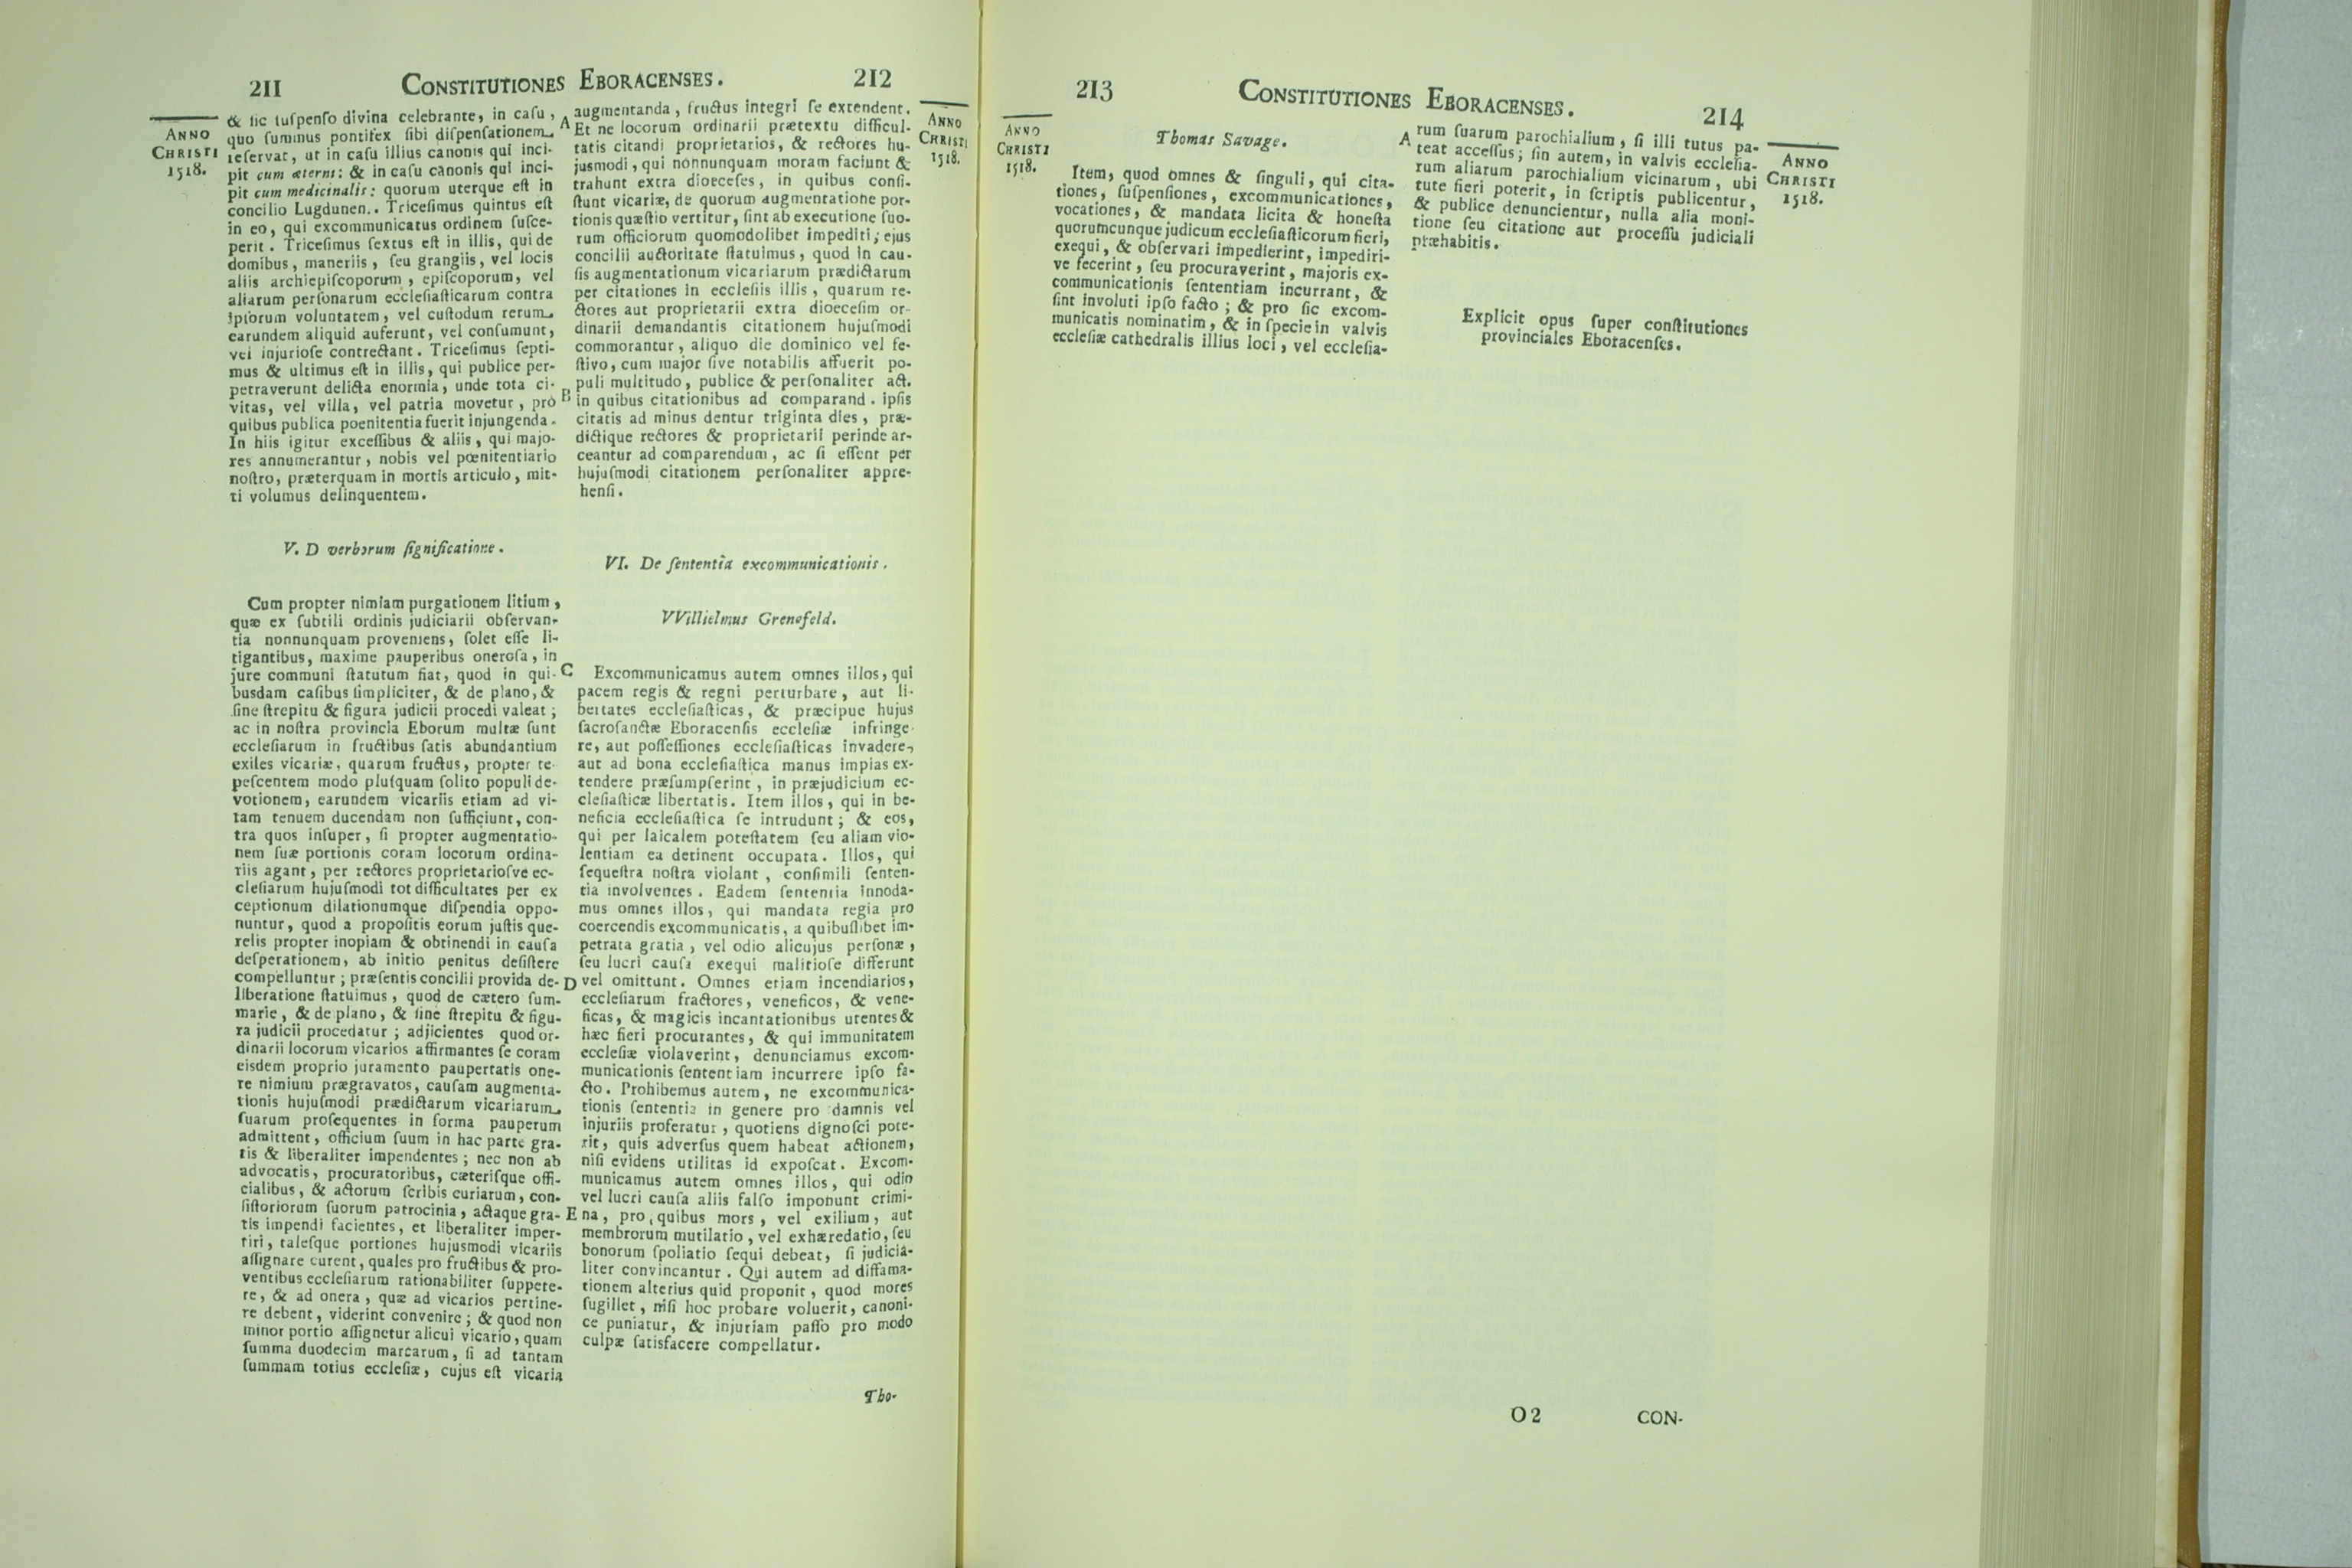 211
CONSTITUTIONES EBORACENSES.
212
ANNO
CHRISTI
1518.
& sic suspenso divina celebrante, in casu,
quo summus pontifex sibi dispensationem
reservat, ut in casu illius canonis qui inci-
pit cum æterni: & in casu canonis qui inci-
pit cum medicinalis: quorum uterque est in
concilio Lugdunen.. Tricesimus quintus est
in eo, qui excommunicatus ordinem susce-
perit. Tricesimus sextus est in illis, qui de
domibus, maneriis, seu grangiis, vel locis
aliis archiepiscoporum, episcoporum, vel
aliarum personarum ecclesiasticarum contra
iptorum voluntatem, vel custodum rerum
earundem aliquid auferunt, vel consumunt,
vel injuriose contrectant. Tricesimus septi-
mus & ultimus est in illis, qui publice per-
petraverunt delicta enormia, unde tota ci-
vitas, vel villa, vel patria movetur, pro
quibus publica poenitentia fuerit injungenda.
In hiis igitur excessibus & aliis, qui majo-
res annumerantur, nobis vel pœnitentiario
nostro, præterquam in mortis articulo, mit-
ti volumus delinquentem.
V. D verborum significatione.
Cum propter nimiam purgationem litium,
quæ ex subtili ordinis judiciarii observan-
tia nonnunquam proveniens, solet esse li-
tigantibus, maxime pauperibus onerosa, in
jure communi statutum fiat, quod in qui-
busdam casibus simpliciter, & de plano, &
sine strepitu & figura judicii procedi valeat;
ac in nostra provincia Eborum multæ sunt
ecclesiarum in fructibus satis abundantium
exiles vicariæ, quarum fructus, propter te-
pescentem modo plusquam solito populi de-
votionem, earundem vicariis etiam ad vi-
tam tenuem ducendam non sufficiunt, con-
tra quos insuper, si propter augmentatio-
nem suæ portionis coram locorum ordina-
riis agant, per rectores proprietariosve ec-
clesiarum hujusmodi tot difficultates per ex
ceptionum dilationumque dispendia oppo-
nuntur, quod a propositis eorum justis que-
relis propter inopiam & obtinendi in causa
desperationem, ab initio penitus desistere
compelluntur; præsentis concilii provida de-
liberatione statuimus, quod de cætero sum-
marie, & de plano, & sine strepitu & figu-
ra judicii procedatur; adjicientes quod or-
dinarii locorum vicarios affirmantes se coram
eisdem proprio juramento paupertatis one-
re nimium prægravatos, causam augmenta-
tionis hujusmodi prædictarum vicariarum
suarum prosequentes in forma pauperum
admittent, officium suum in hac parte gra-
tis & liberaliter impendentes; nec non ab
advocatis, procuratoribus, cæterisque offi-
cialibus, & actorum scribis curiarum, con-
sistoriorum suorum patrocinia, actaque gra-
tis impendi facientes, et liberaliter imper-
tiri, talesque portiones hujusmodi vicariis
assignare curent, quales pro fructibus & pro-
ventibus ecclesiarum rationabiliter suppete-
re, & ad onera, quæ ad vicarios pertine-
re debent, viderint convenire; & quod non
minor portio assignetur alicui vicario, quam
summa duodecim marcarum, si ad tantam
summam totius ecclesiæ, cujus est vicaria
A
B
C
D
E
augmentanda, fructus integri se extendent.
Et ne locorum ordinarii prætextu difficul-
tatis citandi proprietarios, & rectores hu-
jusmodi, qui nonnunquam moram faciunt &
trahunt extra dioeceses, in quibus consi-
stunt vicariæ, de quorum augmentatione por-
tionis quæstio vertitur, sint ab executione suo-
rum officiorum quomodolibet impediti; ejus
concilii auctoritate statuimus, quod in cau-
sis augmentationum vicariarum prædictarum
per citationes in ecclesiis illis, quarum re-
ctores aut proprietarii extra dioecesim or-
dinarii demandantis citationem hujusmodi
commorantur, aliquo die dominico vel fe-
stivo, cum major sive notabilis affuerit po-
puli multitudo, publice & personaliter act.
in quibus citationibus ad comparand. ipsis
citatis ad minus dentur triginta dies, præ-
dictique rectores & proprietarii perinde ar-
ceantur ad comparendum, ac si essent per
hujusmodi citationem personaliter appre-
hensi.
VI. De sententia excommunicationis.
VVillielmus Grenefeld.
Excommunicamus autem omnes illos, qui
pacem regis & regni perturbare, aut li-
bertates ecclesiasticas, & præcipue hujus
sacrosanctæ Eboracensis ecclesiæ infringe-
re, aut possessiones ecclesiasticas invadere,
aut ad bona ecclesiastica manus impias ex-
tendere præsumpserint, in præjudicium ec-
clesiasticæ libertatis. Item illos, qui in be-
neficia ecclesiastica se intrudunt; & eos,
qui per laicalem potestatem seu aliam vio-
lentiam ea detinent occupata. Illos, qui
sequestra nostra violant, consimili senten-
tia involventes. Eadem sententia innoda-
mus omnes illos, qui mandata regia pro
coercendis excommunicatis, a quibuslibet im-
petrata gratia, vel odio alicujus personæ,
seu lucri causa exequi malitiose differunt
vel omittunt. Omnes etiam incendiarios,
ecclesiarum fractores, veneficos, & vene-
ficas, & magicis incantationibus utentes &
hæc fieri procurantes, & qui immunitatem
ecclesiæ violaverint, denunciamus excom-
municationis sententiam incurrere ipso fa-
cto. Prohibemus autem, ne excommunica-
tionis sententia in genere pro damnis vel
injuriis proferatur, quotiens dignosci pote-
rit, quis adversus quem habeat actionem,
nisi evidens utilitas id exposcat. Excom-
municamus autem omnes illos, qui odio
vel lucri causa aliis falso imponunt crimi-
na, pro quibus mors, vel exilium, aut
membrorum mutilatio, vel exhæredatio, seu
bonorum spoliatio sequi debeat, si judicia-
liter convincantur. Qui autem ad diffama-
tionem alterius quid proponit, quod mores
sugillet, nisi hoc probare voluerit, canoni-
ce puniatur, & injuriam passo pro modo
culpæ satisfacere compellatur.
Tho-
ANNO
CHRISTI
1518.
213
CONSTITUTIONES EBORACENSES.
214
ANNO
CHRISTI
1518.
Thomas Savage.
Item, quod omnes & singuli, qui cita-
tiones, suspensiones, excommunicationes,
vocationes, & mandata licita & honesta
quorumcunque judicum ecclesiasticorum fieri,
exequi, & observari impedierint, impediri-
ve fecerint, seu procuraverint, majoris ex-
communicationis sententiam incurrant, &
sint involuti ipso facto; & pro sic excom-
municatis nominatim, & in specie in valvis
ecclesiæ cathedralis illius loci, vel ecclesia-
A
rum suarum parochialium, si illi tutus pa-
teat accessus; sin autem, in valvis ecclesia-
rum aliarum parochialium vicinarum, ubi
tute fieri poterit, in scriptis publicentur,
& publice denuncientur, nulla alia moni-
tione seu citatione aut processu judiciali
præhabitis.
Explicit opus super constitutiones
provinciales Eboracenses.
ANNO
CHRISTI
1518.
O 2
CON-